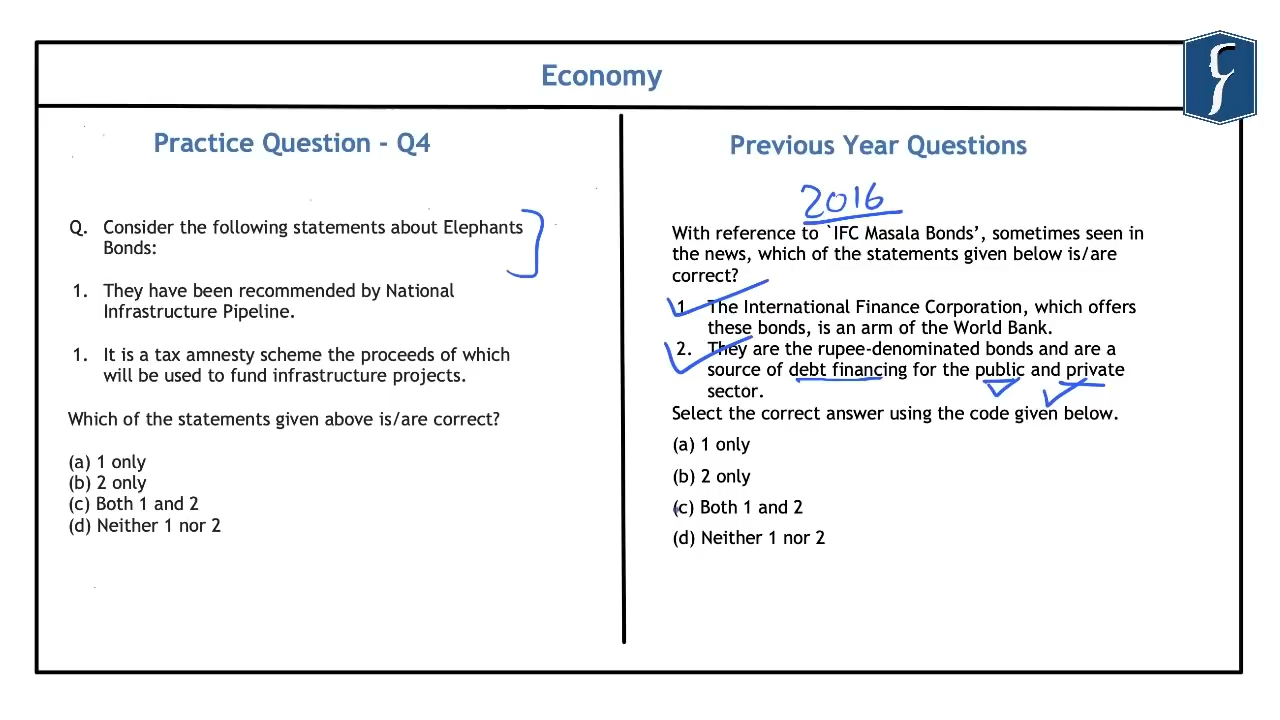 Economy
Practice Question - Q4
Q. Consider the following statements about Elephants
Bonds:
1. They have been recommended by National
Infrastructure Pipeline.
1. It is a tax amnesty scheme the proceeds of which
will be used to fund infrastructure projects.
Which of the statements given above is/are correct?
(a) 1 only
(b) 2 only
(c) Both 1 and 2
(d) Neither 1 nor 2
Previous Year Questions
2016
With reference to `IFC Masala Bonds’, sometimes seen in
the news, which of the statements given below is/are
correct?
1. The International Finance Corporation, which offers
these bonds, is an arm of the World Bank.
2. They are the rupee-denominated bonds and are a
source of debt financing for the public and private
sector.
Select the correct answer using the code given below.
(a) 1 only
(b) 2 only
(c) Both 1 and 2
(d) Neither 1 nor 2